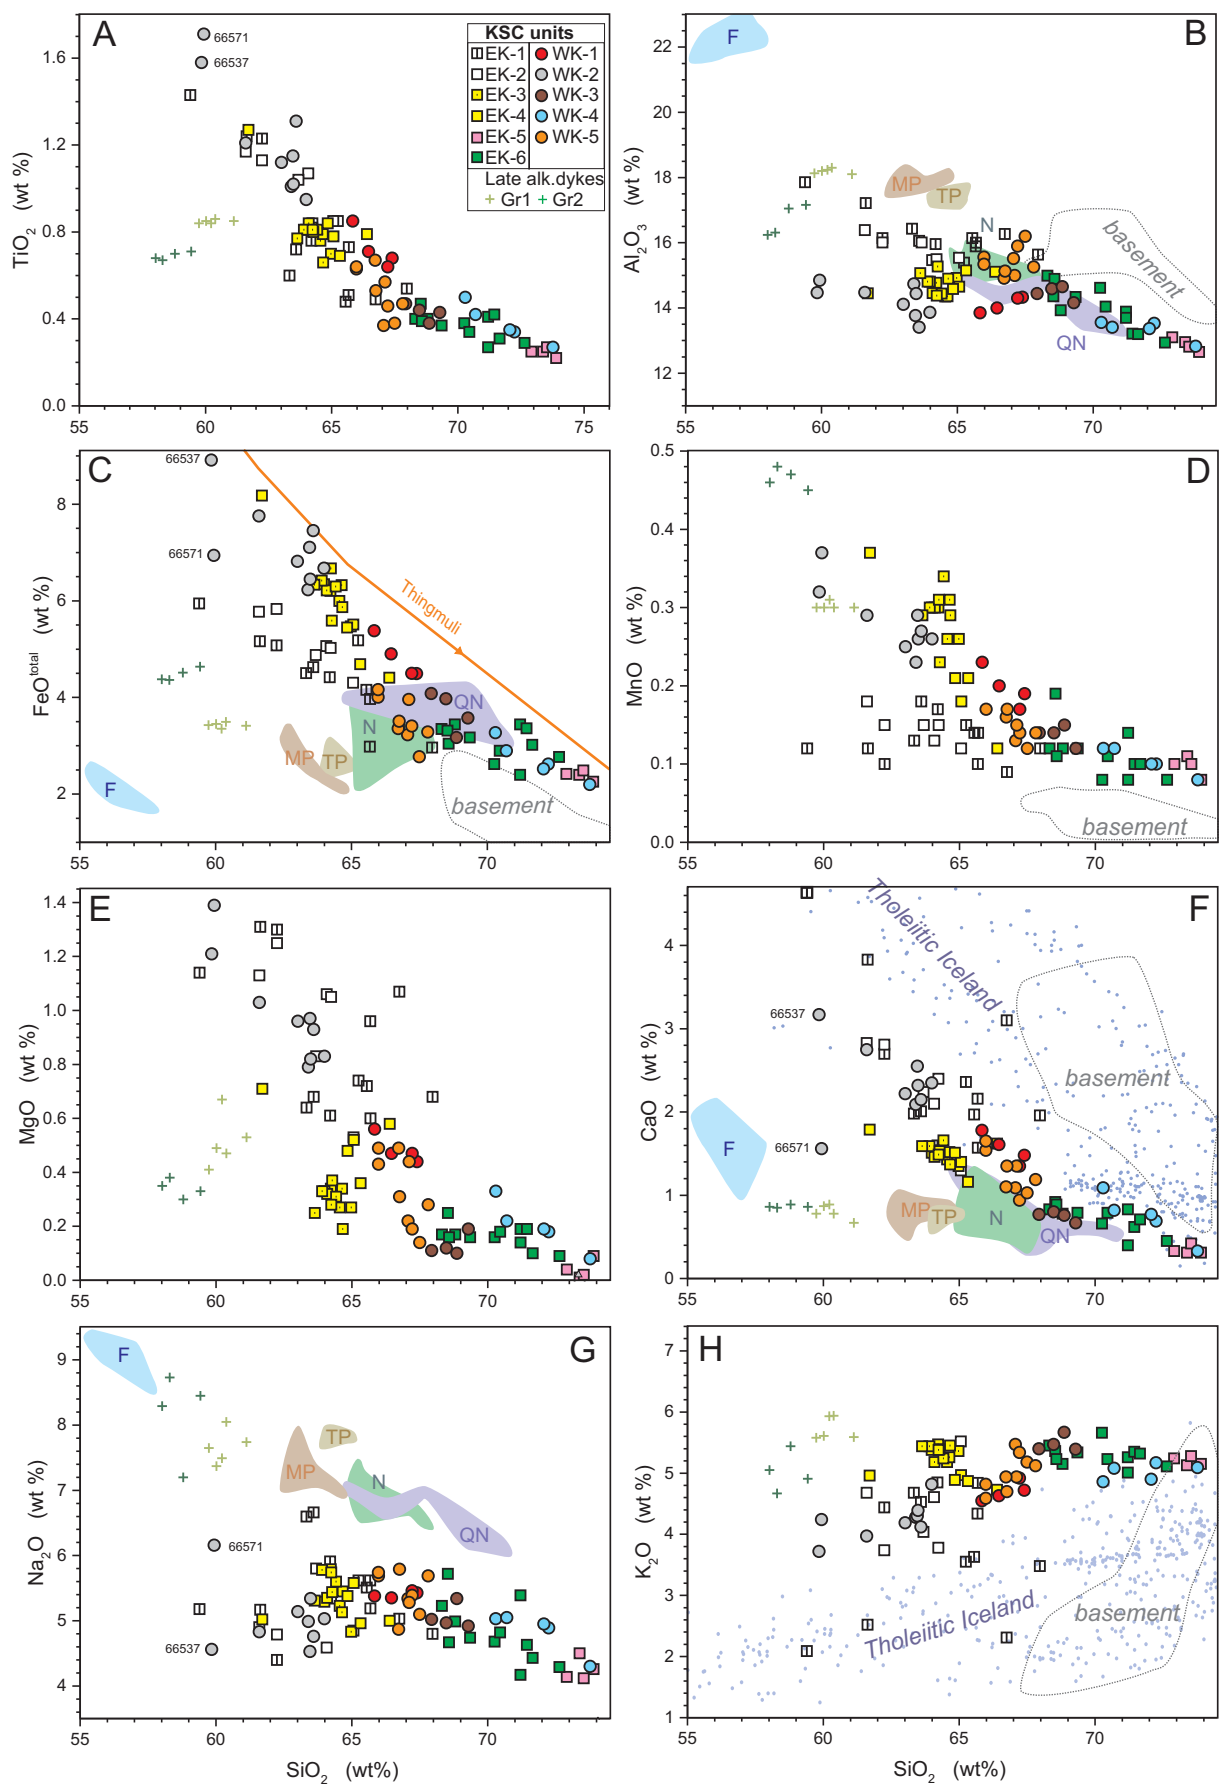 A
TiO2 (wt %)
1.6
1.2
0.8
0.4
0.0
55
60
65
70
75
66571
66537
KSC units
EK-1 WK-1
EK-2 WK-2
EK-3 WK-3
EK-4 WK-4
EK-5 WK-5
EK-6
Late alk.dykes
Gr1 Gr2
B
Al2O3 (wt %)
22
20
18
16
14
12
55
60
65
70
F
MP
TP
N
QN
basement
C
FeOtotal (wt %)
8
6
4
2
55
60
65
70
66537
66571
Thingmuli
QN
N
MP
TP
F
basement
D
MnO (wt %)
0.5
0.4
0.3
0.2
0.1
0.0
55
60
65
70
basement
E
MgO (wt %)
1.4
1.2
1.0
0.8
0.6
0.4
0.2
0.0
55
60
65
70
F
CaO (wt %)
4
3
2
1
0
55
60
65
70
Tholeiitic Iceland
66537
66571
basement
F
MP
TP
N
QN
G
Na2O (wt %)
9
8
7
6
5
4
55
60
65
70
SiO2 (wt%)
F
TP
MP
N
QN
66571
66537
H
K2O (wt %)
7
6
5
4
3
2
1
55
60
65
70
SiO2 (wt%)
Tholeiitic Iceland
basement